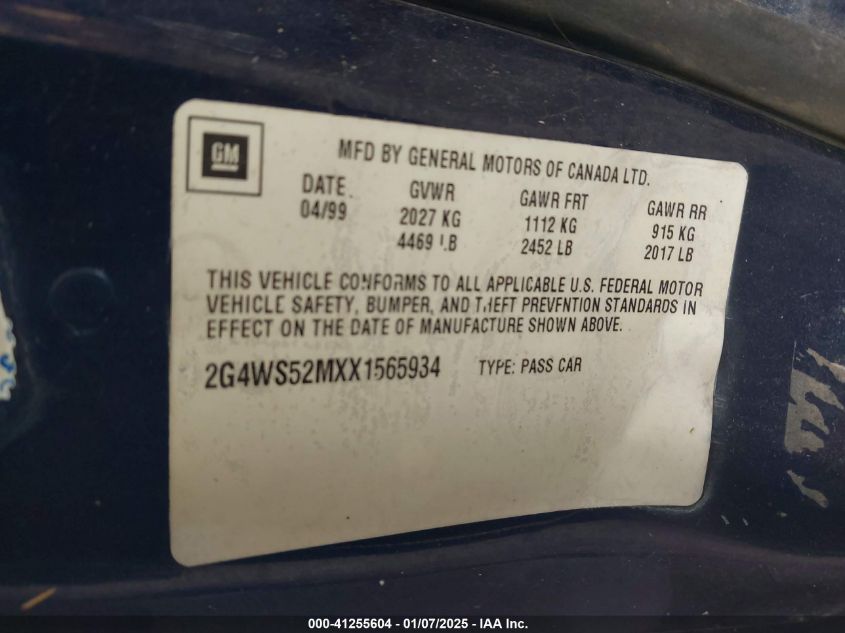 GM
MFD BY GENERAL MOTORS OF CANADA LTD.
DATE GVWR GAWR FRT GAWR RR
04/99 2027 KG 1112 KG 915 KG
4469 LB 2452 LB 2017 LB
THIS VEHICLE CONFORMS TO ALL APPLICABLE U.S. FEDERAL MOTOR
VEHICLE SAFETY, BUMPER, AND THEFT PREVENTION STANDARDS IN
EFFECT ON THE DATE OF MANUFACTURE SHOWN ABOVE.
2G4WS52MXX1565934 TYPE: PASS CAR
000-41255604 - 01/07/2025 - IAA Inc.